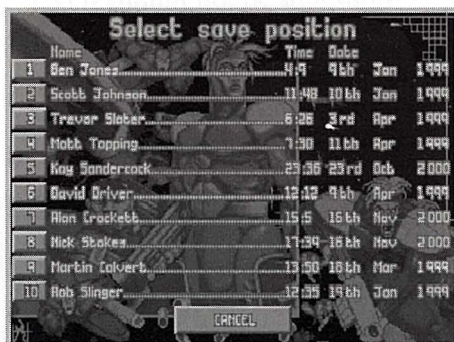 Select save position
Name Time Date
1 Ben Jones 4:9 9th Jan 1999
2 Scott Johnson 11:48 10th Jan 1999
3 Trevor Slater 6:26 3rd Apr 1999
4 Matt Topping 7:30 11th Apr 1999
5 Kay Sandercock 23:36 23rd Oct 2000
6 David Driver 12:12 9th Apr 1999
7 Alan Crockett 15:5 16th Nov 2000
8 Nick Stokes 17:39 16th Nov 2000
9 Martin Calvert 13:50 16th Mar 1999
10 Rob Slinger 12:35 19th Jan 1999
CANCEL